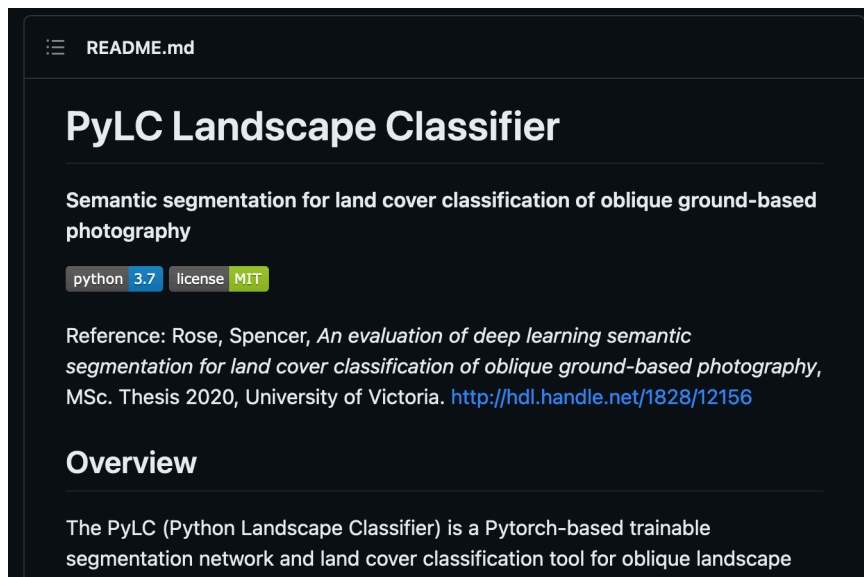 README.md
PyLC Landscape Classifier
Semantic segmentation for land cover classification of oblique ground-based
photography
python 3.7 license MIT
Reference: Rose, Spencer, An evaluation of deep learning semantic
segmentation for land cover classification of oblique ground-based photography,
MSc. Thesis 2020, University of Victoria. http://hdl.handle.net/1828/12156
Overview
The PyLC (Python Landscape Classifier) is a Pytorch-based trainable
segmentation network and land cover classification tool for oblique landscape